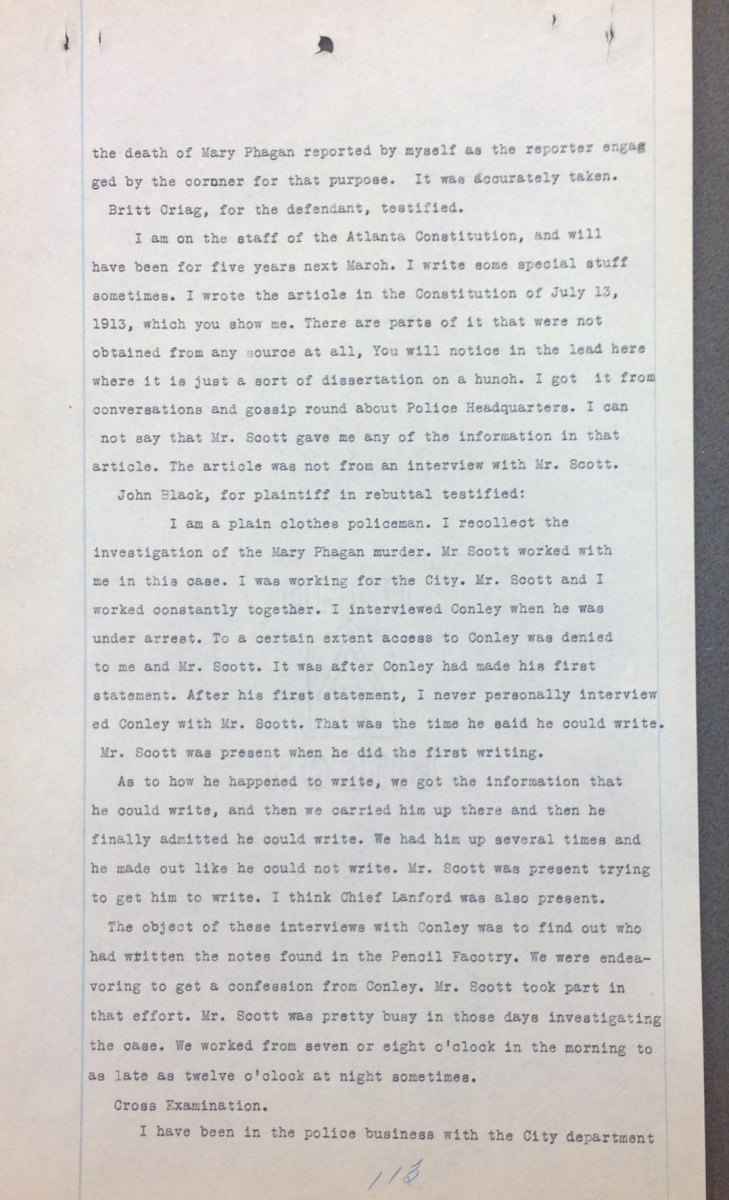 the death of Mary Phagan reported by myself as the reporter engag
ged by the cornner for that purpose. It was accurately taken.
Britt Criag, for the defendant, testified.
I am on the staff of the Atlanta Constitution, and will
have been for five years next March. I write some special stuff
sometimes. I wrote the article in the Constitution of July 13,
1913, which you show me. There are parts of it that were not
obtained from any source at all, You will notice in the lead here
where it is just a sort of dissertation on a hunch. I got it from
conversations and gossip round about Police Headquarters. I can
not say that Mr. Scott gave me any of the information in that
article. The article was not from an interview with Mr. Scott.
John Black, for plaintiff in rebuttal testified:
I am a plain clothes policeman. I recollect the
investigation of the Mary Phagan murder. Mr Scott worked with
me in this case. I was working for the City. Mr. Scott and I
worked constantly together. I interviewed Conley when he was
under arrest. To a certain extent access to Conley was denied
to me and Mr. Scott. It was after Conley had made his first
statement. After his first statement, I never personally interview
ed Conley with Mr. Scott. That was the time he said he could write.
Mr. Scott was present when he did the first writing.
As to how he happened to write, we got the information that
he could write, and then we carried him up there and then he
finally admitted he could write. We had him up several times and
he made out like he could not write. Mr. Scott was present trying
to get him to write. I think Chief Lanford was also present.
The object of these interviews with Conley was to find out who
had written the notes found in the Pencil Facotry. We were endea-
voring to get a confession from Conley. Mr. Scott took part in
that effort. Mr. Scott was pretty busy in those days investigating
the case. We worked from seven or eight o'clock in the morning to
as late as twelve o'clock at night sometimes.
Cross Examination.
I have been in the police business with the City department
113